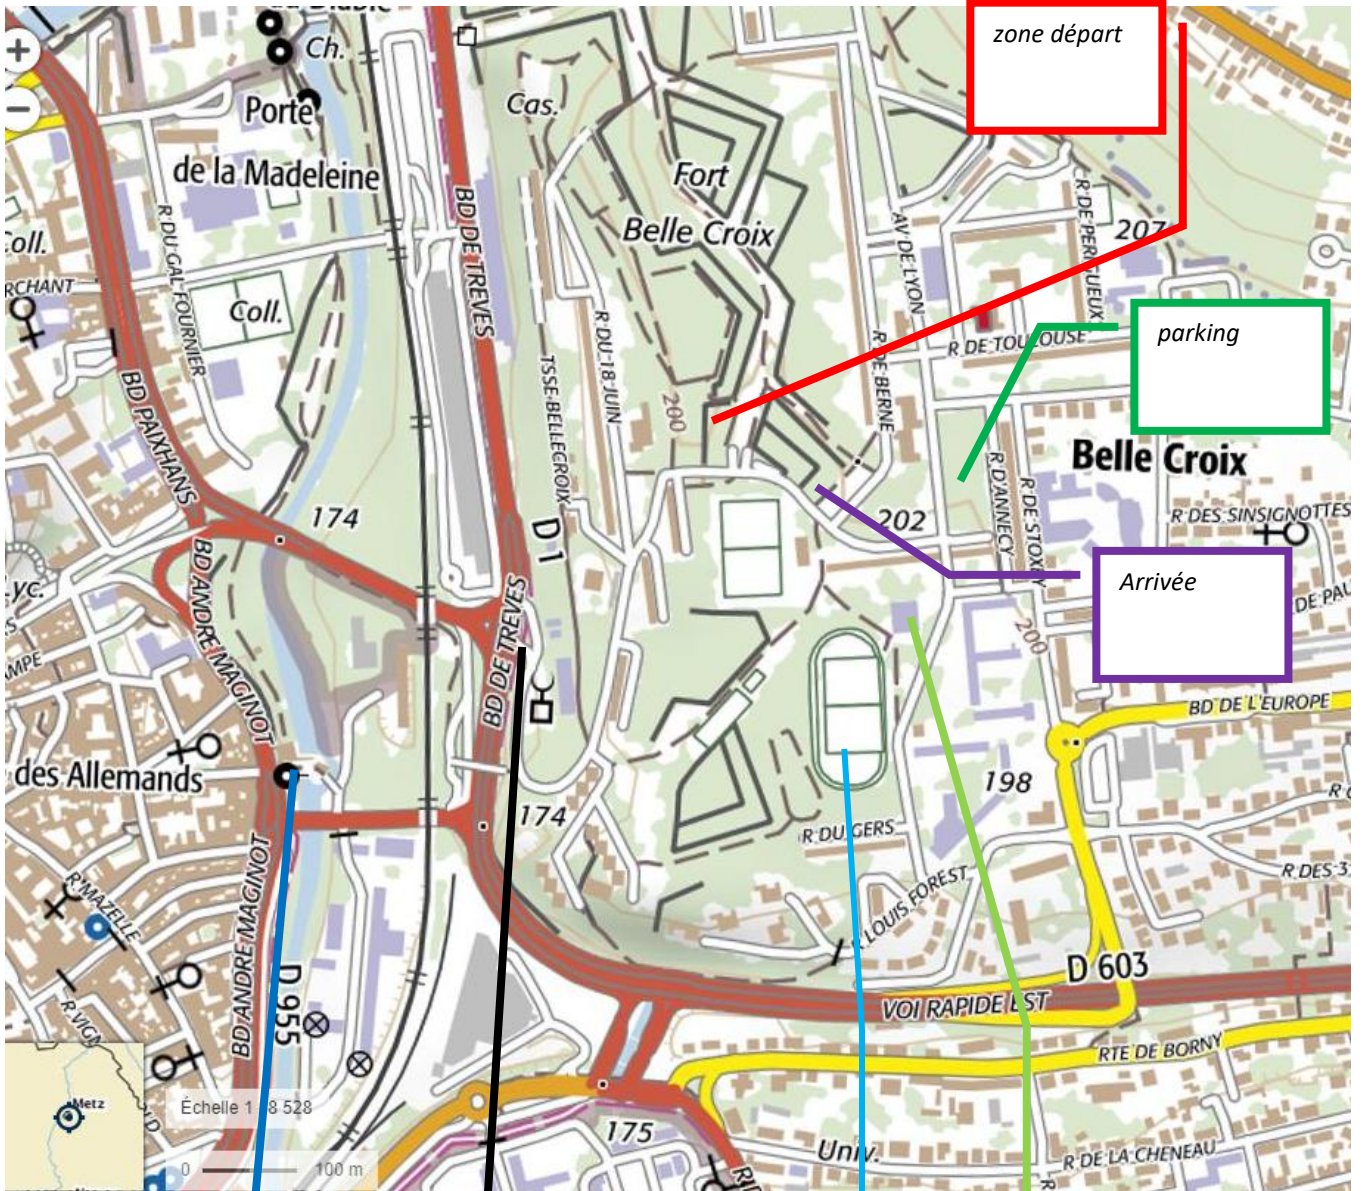 zone départ
parking
Arrivée
Ch.
Porte
de la Madeleine
Cas.
Fort
Belle Croix
BD DE TREVES
R DU GAL FOURNIER
Coll.
RCHANT
Coll.
BD PAIXHANS
TSSE BELLECROIX
R DU 18 JUIN
200
AV DE LYON
R DE BERNE
R DE PERIGUEUX
207
R DE TOULOUSE
Belle Croix
R D'ANNECY
R DE STOXEY
R DES SINSIGNOTTES
174
D 1
202
BD ANDRE MAGINOT
BD DE TREVES
200
DE PAU
BD DE L'EUROPE
des Allemands
174
198
R DU GERS
R LOUIS FOREST
R DES 3
R MAZELLE
BD ANDRE MAGINOT
D 955
D 603
VOI RAPIDE EST
RTE DE BORNY
R VIGN
Metz
Échelle 1 8 528
0 100 m
175
Univ.
R DE LA CHENEAU